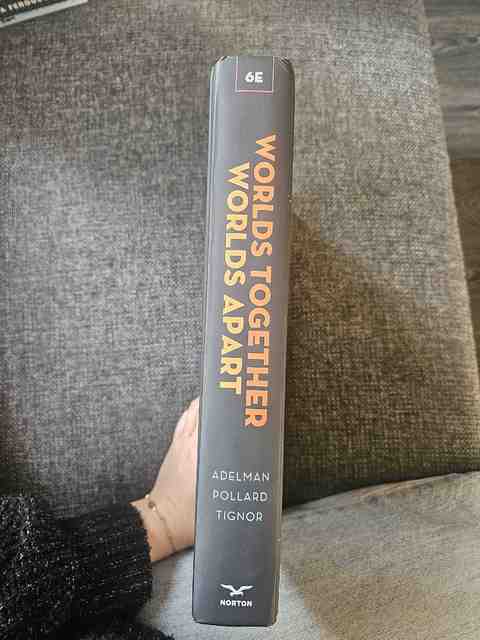 6E
WORLDS TOGETHER
WORLDS APART
ADELMAN
POLLARD
TIGNOR
NORTON